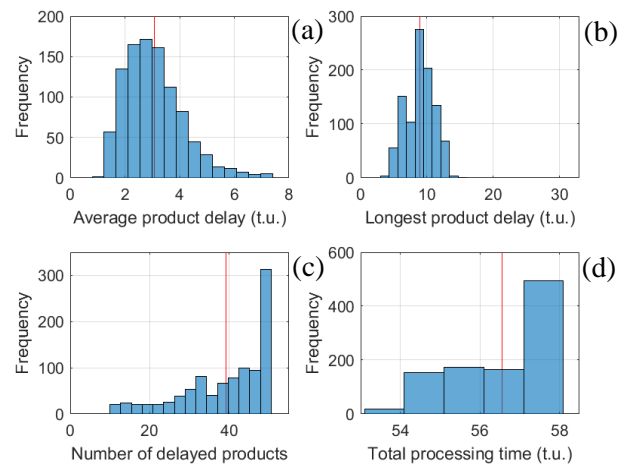 (a)
Frequency
200
150
100
50
0
0 2 4 6 8
Average product delay (t.u.)
(b)
Frequency
300
200
100
0
0 10 20 30
Longest product delay (t.u.)
(c)
Frequency
300
200
100
0
0 20 40
Number of delayed products
(d)
Frequency
600
400
200
0
54 56 58
Total processing time (t.u.)